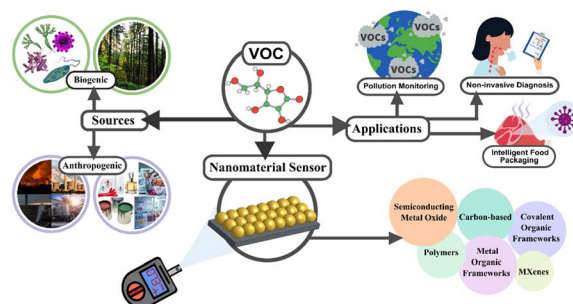 VOC
VOCs
VOCs
VOCs
Pollution Monitoring
Non-invasive Diagnosis
Biogenic
Sources
Applications
Anthropogenic
Nanomaterial Sensor
Intelligent Food
Packaging
Semiconducting
Metal Oxide
Carbon-based
Covalent
Organic
Frameworks
Polymers
Metal
Organic
Frameworks
MXenes